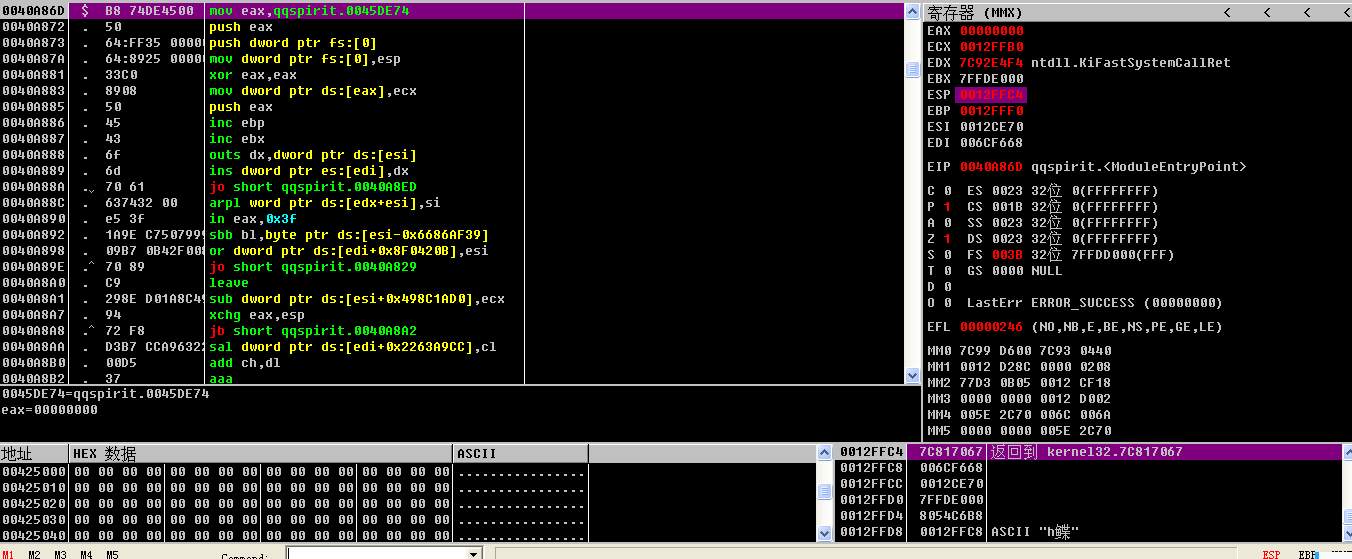 0040A86D $ B8 74DE4500 mov eax,qqspirit.0045DE74
0040A872 . 50 push eax
0040A873 . 64:FF35 00000 push dword ptr fs:[0]
0040A87A . 64:8925 00000 mov dword ptr fs:[0],esp
0040A881 . 33C0 xor eax,eax
0040A883 . 8908 mov dword ptr ds:[eax],ecx
0040A885 . 50 push eax
0040A886 . 45 inc ebp
0040A887 . 43 inc ebx
0040A888 . 6f outs dx,dword ptr ds:[esi]
0040A889 . 6d ins dword ptr es:[edi],dx
0040A88A . 70 61 jo short qqspirit.0040A8ED
0040A88C . 637432 00 arpl word ptr ds:[edx+esi],si
0040A890 . e5 3f in eax,0x3f
0040A892 . 1A9E C7507999 sbb bl,byte ptr ds:[esi-0x6686AF39]
0040A898 . 09B7 0B42F008 or dword ptr ds:[edi+0x8F0420B],esi
0040A89E .^ 70 89 jo short qqspirit.0040A829
0040A8A0 . C9 leave
0040A8A1 . 298E D01A8C49 sub dword ptr ds:[esi+0x498C1AD0],ecx
0040A8A7 . 94 xchg eax,esp
0040A8A8 .^ 72 F8 jb short qqspirit.0040A8A2
0040A8AA . D3B7 CCA96322 sal dword ptr ds:[edi+0x2263A9CC],cl
0040A8B0 . 00D5 add ch,dl
0040A8B2 . 37 aaa
0045DE74=qqspirit.0045DE74
eax=00000000
寄存器 (MMX) < < < <
EAX 00000000
ECX 0012FFB0
EDX 7C92E4F4 ntdll.KiFastSystemCallRet
EBX 7FFDE000
ESP 0012FFC4
EBP 0012FFF0
ESI 0012CE70
EDI 006CF668
EIP 0040A86D qqspirit.<ModuleEntryPoint>
C 0 ES 0023 32位 0(FFFFFFFF)
P 1 CS 001B 32位 0(FFFFFFFF)
A 0 SS 0023 32位 0(FFFFFFFF)
Z 1 DS 0023 32位 0(FFFFFFFF)
S 0 FS 003B 32位 7FFDD000(FFF)
T 0 GS 0000 NULL
D 0
O 0 LastErr ERROR_SUCCESS (00000000)
EFL 00000246 (NO,NB,E,BE,NS,PE,GE,LE)
MM0 7C99 D600 7C93 0440
MM1 0012 D28C 0000 0208
MM2 77D3 0B05 0012 CF18
MM3 0000 0000 0012 D002
MM4 005E 2C70 006C 006A
MM5 0000 0000 005E 2C70
地址 HEX 数据 ASCII
00425000 00 00 00 00 00 00 00 00 00 00 00 00 00 00 00 00 ................
00425010 00 00 00 00 00 00 00 00 00 00 00 00 00 00 00 00 ................
00425020 00 00 00 00 00 00 00 00 00 00 00 00 00 00 00 00 ................
00425030 00 00 00 00 00 00 00 00 00 00 00 00 00 00 00 00 ................
00425040 00 00 00 00 00 00 00 00 00 00 00 00 00 00 00 00 ................
0012FFC4 7C817067 返回到 kernel32.7C817067
0012FFC8 006CF668
0012FFCC 0012CE70
0012FFD0 7FFDE000
0012FFD4 8054C6B8
0012FFD8 0012FFC8 ASCII "h鰈"
M1 M2 M3 M4 M5 Command: ESP EBP